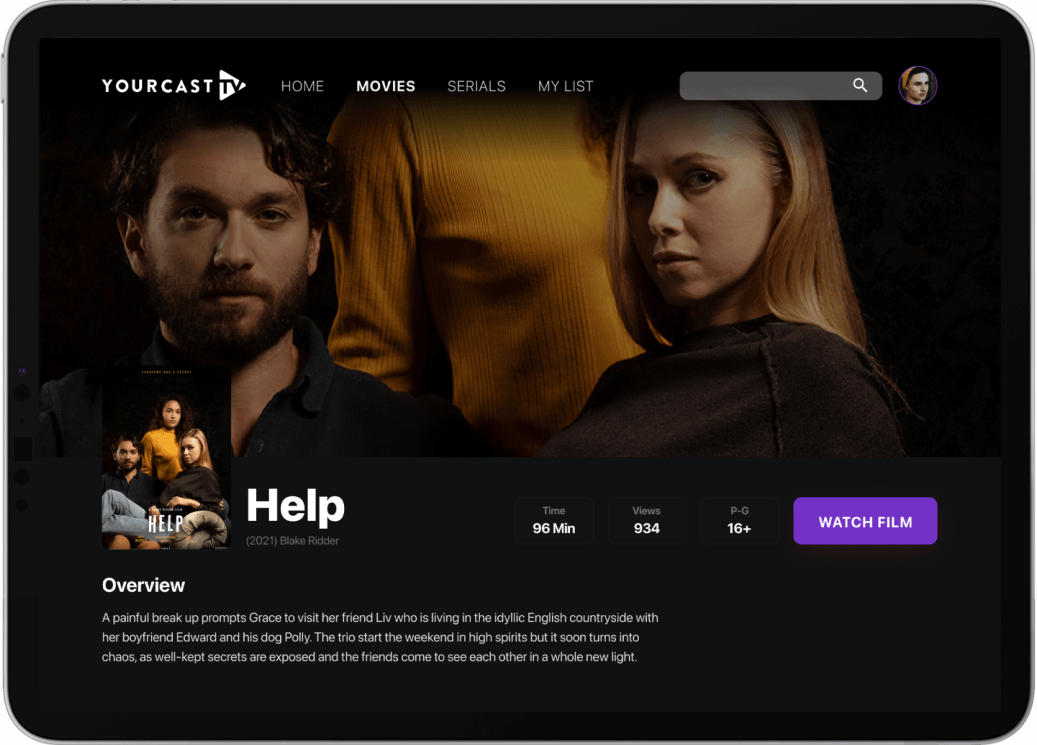 YOURCAST TV
HOME
MOVIES
SERIALS
MY LIST
EVERYONE HAS A SECRET
HELP
Help
(2021) Blake Ridder
Time
96 Min
Views
934
P-G
16+
WATCH FILM
Overview
A painful break up prompts Grace to visit her friend Liv who is living in the idyllic English countryside with
her boyfriend Edward and his dog Polly. The trio start the weekend in high spirits but it soon turns into
chaos, as well-kept secrets are exposed and the friends come to see each other in a whole new light.